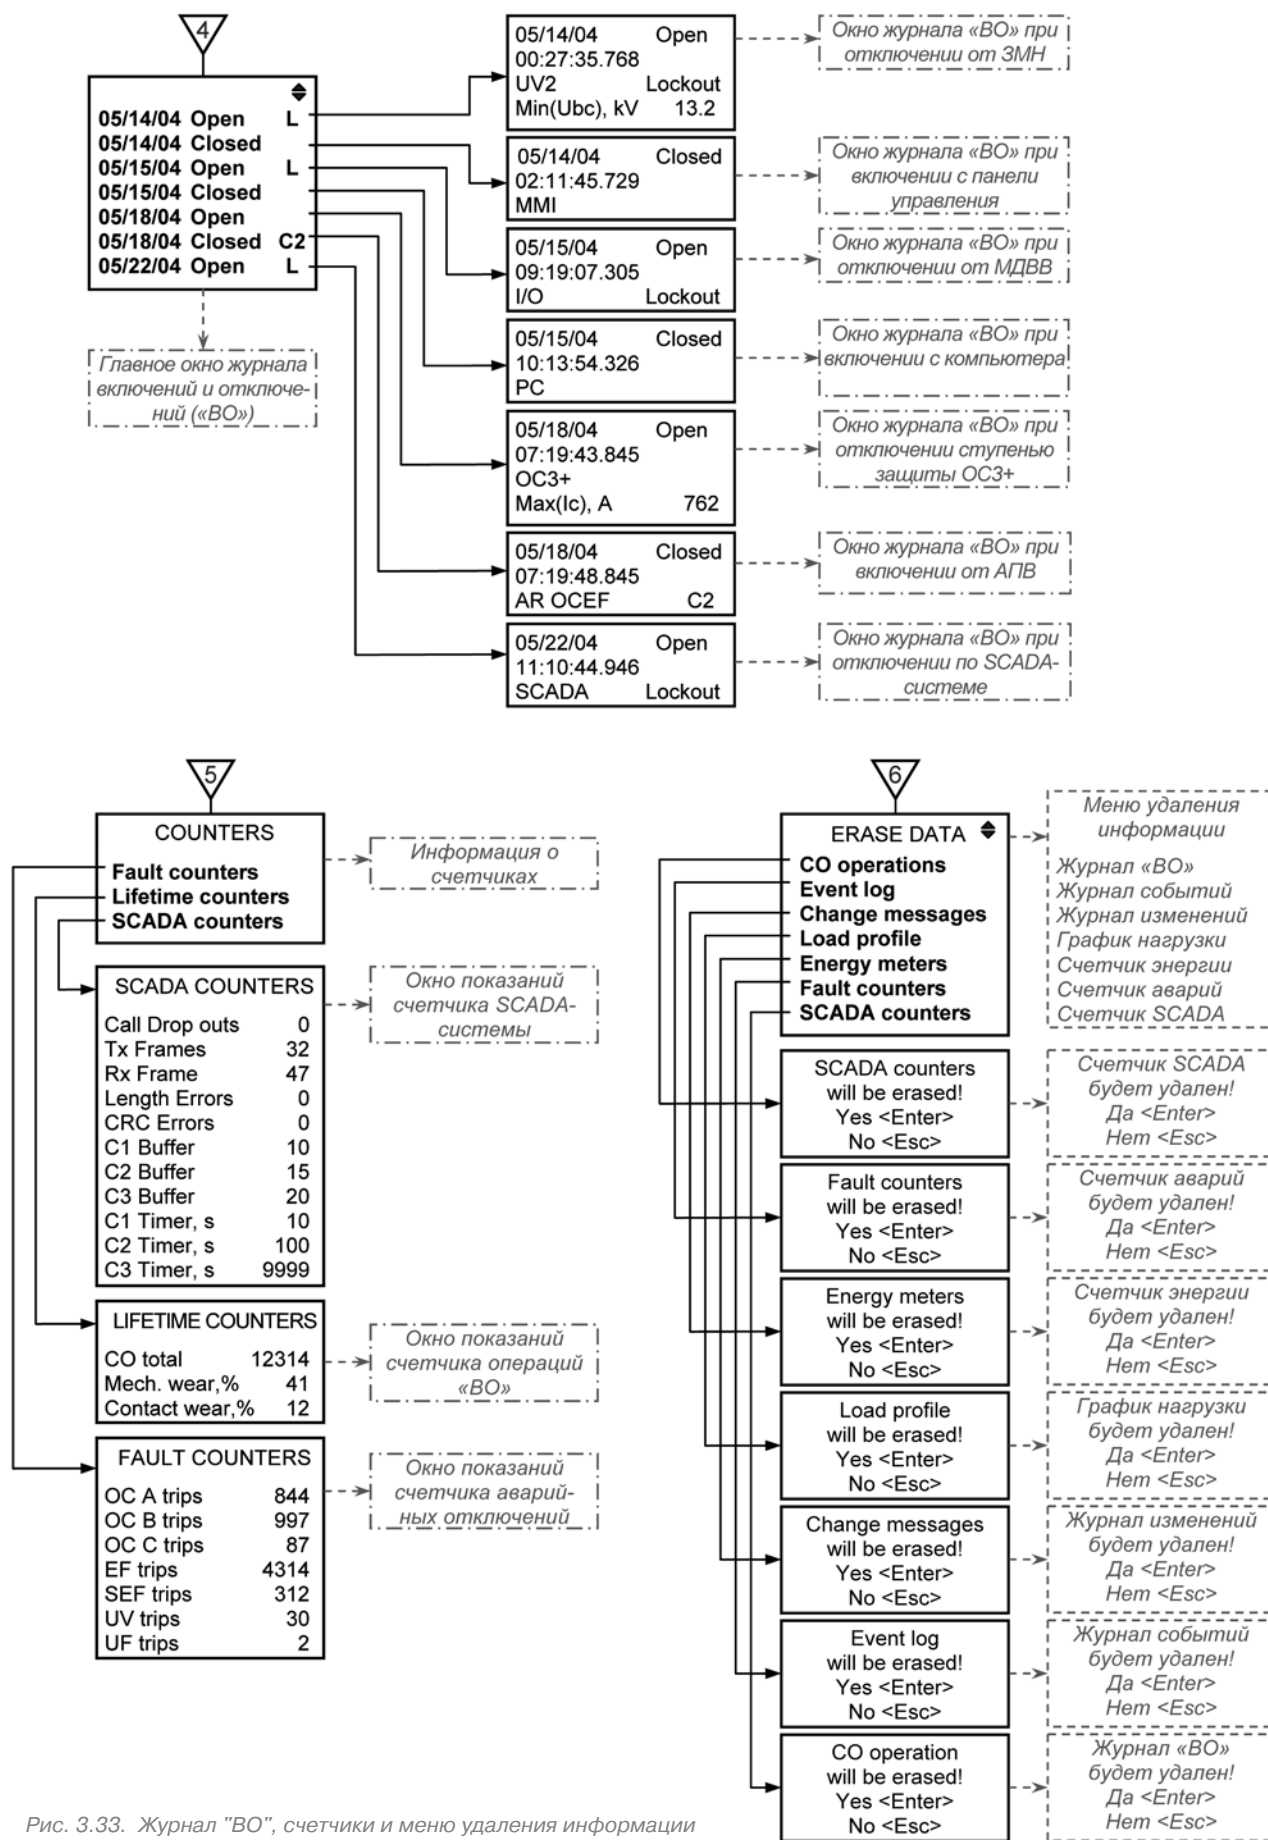 4
05/14/04 Open L
05/14/04 Closed
05/15/04 Open L
05/15/04 Closed
05/18/04 Open
05/18/04 Closed C2
05/22/04 Open L
Главное окно журнала
включений и отключе-
ний («ВО»)
05/14/04 Open
00:27:35.768
UV2 Lockout
Min(Ubc), kV 13.2
Окно журнала «ВО» при
отключении от ЗМН
05/14/04 Closed
02:11:45.729
MMI
Окно журнала «ВО» при
включении с панели
управления
05/15/04 Open
09:19:07.305
I/O Lockout
Окно журнала «ВО» при
отключении от МДВВ
05/15/04 Closed
10:13:54.326
PC
Окно журнала «ВО» при
включении с компьютера
05/18/04 Open
07:19:43.845
OC3+
Max(Ic), A 762
Окно журнала «ВО» при
отключении ступенью
защиты ОС3+
05/18/04 Closed
07:19:48.845
AR OCEF C2
Окно журнала «ВО» при
включении от АПВ
05/22/04 Open
11:10:44.946
SCADA Lockout
Окно журнала «ВО» при
отключении по SCADA-
системе
5
COUNTERS
Fault counters
Lifetime counters
SCADA counters
Информация о
счетчиках
SCADA COUNTERS
Call Drop outs 0
Tx Frames 32
Rx Frame 47
Length Errors 0
CRC Errors 0
C1 Buffer 10
C2 Buffer 15
C3 Buffer 20
C1 Timer, s 10
C2 Timer, s 100
C3 Timer, s 9999
Окно показаний
счетчика SCADA-
системы
LIFETIME COUNTERS
CO total 12314
Mech. wear,% 41
Contact wear,% 12
Окно показаний
счетчика операций
«ВО»
FAULT COUNTERS
OC A trips 844
OC B trips 997
OC C trips 87
EF trips 4314
SEF trips 312
UV trips 30
UF trips 2
Окно показаний
счетчика аварий-
ных отключений
6
ERASE DATA
CO operations
Event log
Change messages
Load profile
Energy meters
Fault counters
SCADA counters
Меню удаления
информации
Журнал «ВО»
Журнал событий
Журнал изменений
График нагрузки
Счетчик энергии
Счетчик аварий
Счетчик SCADA
SCADA counters
will be erased!
Yes <Enter>
No <Esc>
Счетчик SCADA
будет удален!
Да <Enter>
Нет <Esc>
Fault counters
will be erased!
Yes <Enter>
No <Esc>
Счетчик аварий
будет удален!
Да <Enter>
Нет <Esc>
Energy meters
will be erased!
Yes <Enter>
No <Esc>
Счетчик энергии
будет удален!
Да <Enter>
Нет <Esc>
Load profile
will be erased!
Yes <Enter>
No <Esc>
График нагрузки
будет удален!
Да <Enter>
Нет <Esc>
Change messages
will be erased!
Yes <Enter>
No <Esc>
Журнал изменений
будет удален!
Да <Enter>
Нет <Esc>
Event log
will be erased!
Yes <Enter>
No <Esc>
Журнал событий
будет удален!
Да <Enter>
Нет <Esc>
CO operation
will be erased!
Yes <Enter>
No <Esc>
Журнал «ВО»
будет удален!
Да <Enter>
Нет <Esc>
Рис. 3.33. Журнал "ВО", счетчики и меню удаления информации